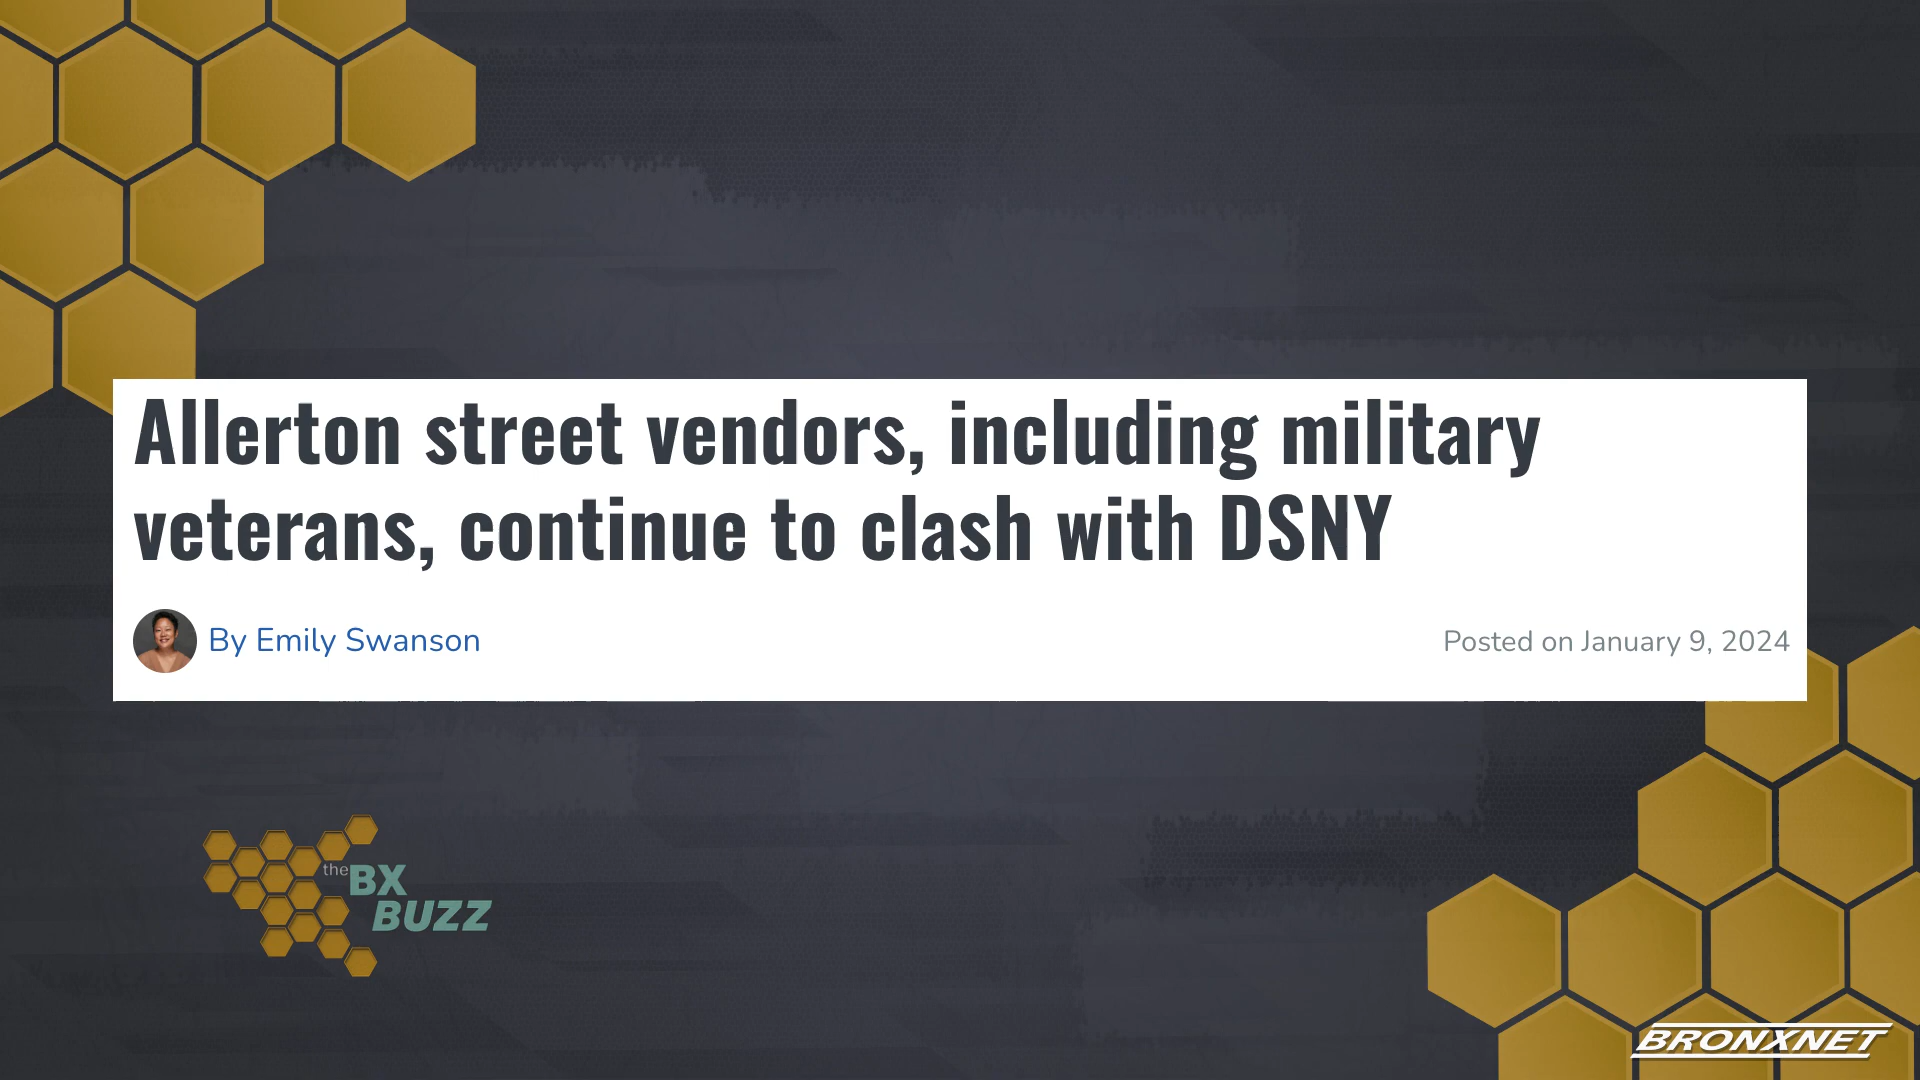 Allerton street vendors, including military
veterans, continue to clash with DSNY
By Emily Swanson
Posted on January 9, 2024
the BX
BUZZ
BRONXNET